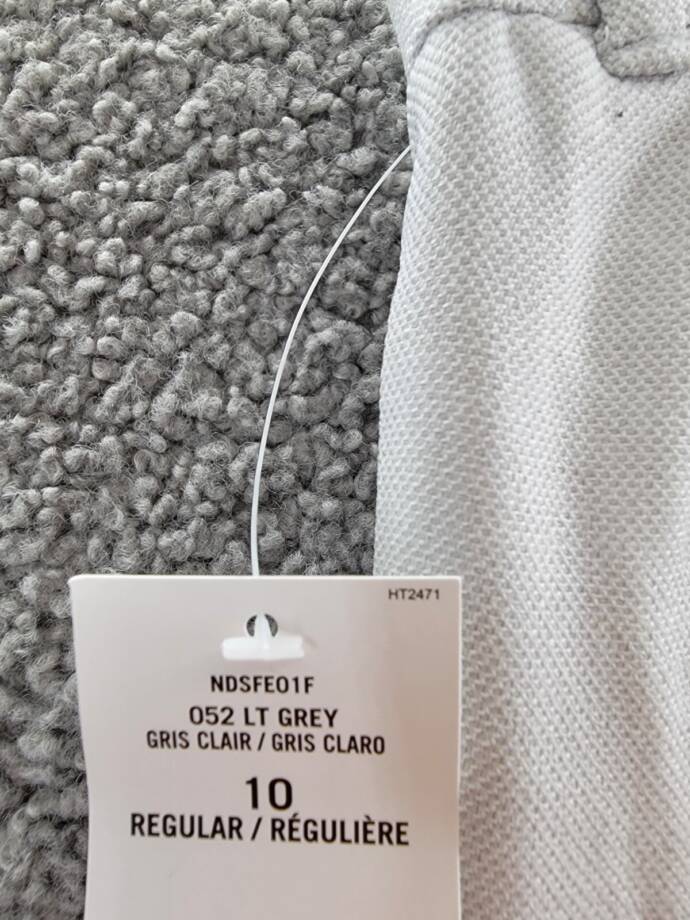 HT2471
NDSFE01F
052 LT GREY
GRIS CLAIR / GRIS CLARO
10
REGULAR / RÉGULIÈRE